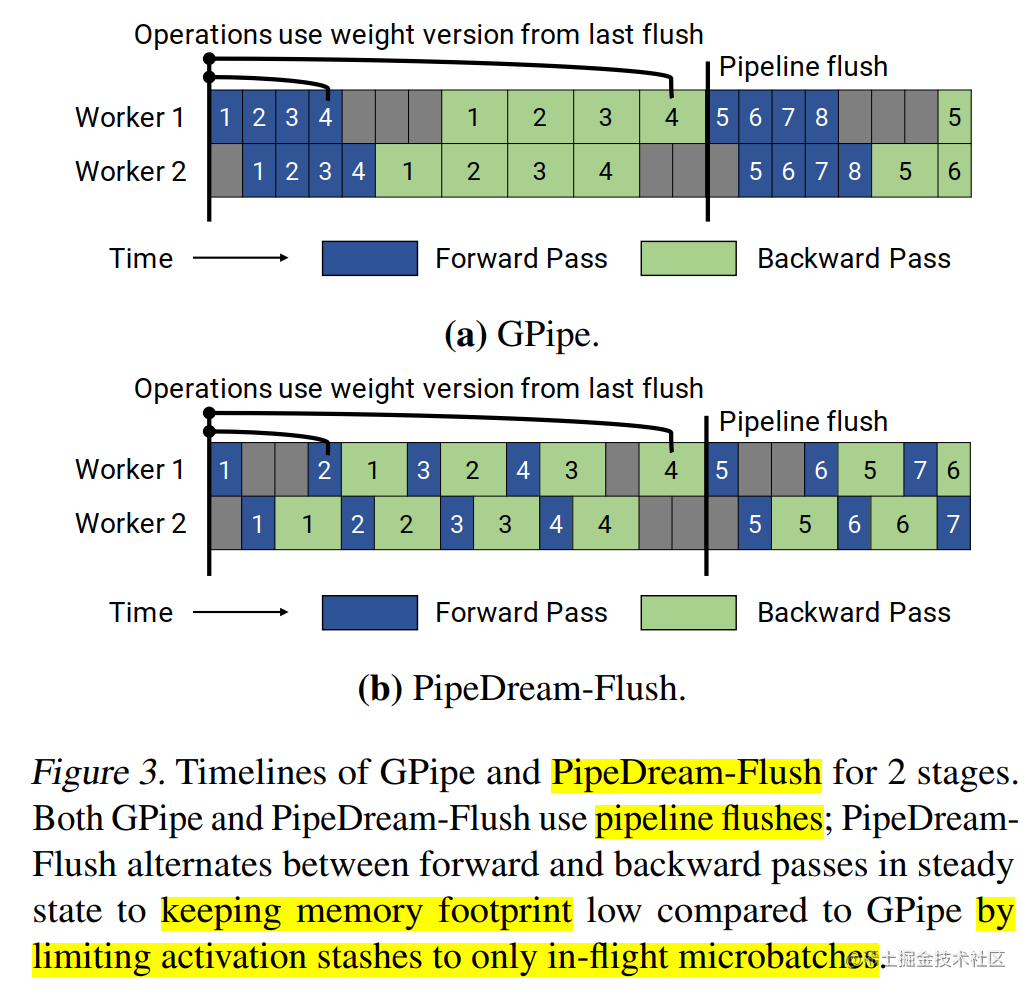 Operations use weight version from last flush
Pipeline flush
Worker 1 1 2 3 4 1 2 3 4 5 6 7 8 5
Worker 2 1 2 3 4 1 2 3 4 5 6 7 8 5 6
Time Forward Pass Backward Pass
(a) GPipe.
Operations use weight version from last flush
Pipeline flush
Worker 1 1 2 1 3 2 4 3 4 5 6 5 7 6
Worker 2 1 1 2 2 3 3 4 4 5 5 6 6 7
Time Forward Pass Backward Pass
(b) PipeDream-Flush.
Figure 3. Timelines of GPipe and PipeDream-Flush for 2 stages.
Both GPipe and PipeDream-Flush use pipeline flushes; PipeDream-
Flush alternates between forward and backward passes in steady
state to keeping memory footprint low compared to GPipe by
limiting activation stashes to only in-flight microbatches.
@稀土掘金技术社区